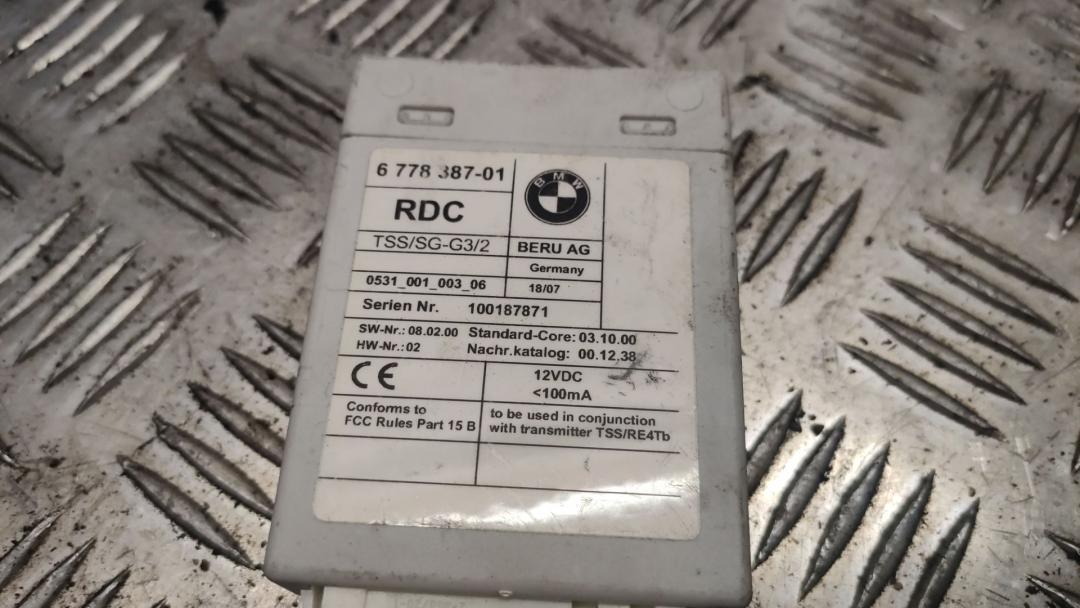 6 778 387-01
BMW
RDC
TSS/SG-G3/2
BERU AG
Germany
0531_001_003_06
18/07
Serien Nr. 100187871
SW-Nr.: 08.02.00 Standard-Core: 03.10.00
HW-Nr.: 02 Nachr.katalog: 00.12.38
CE
12VDC
<100mA
Conforms to
FCC Rules Part 15 B
to be used in conjunction
with transmitter TSS/RE4Tb